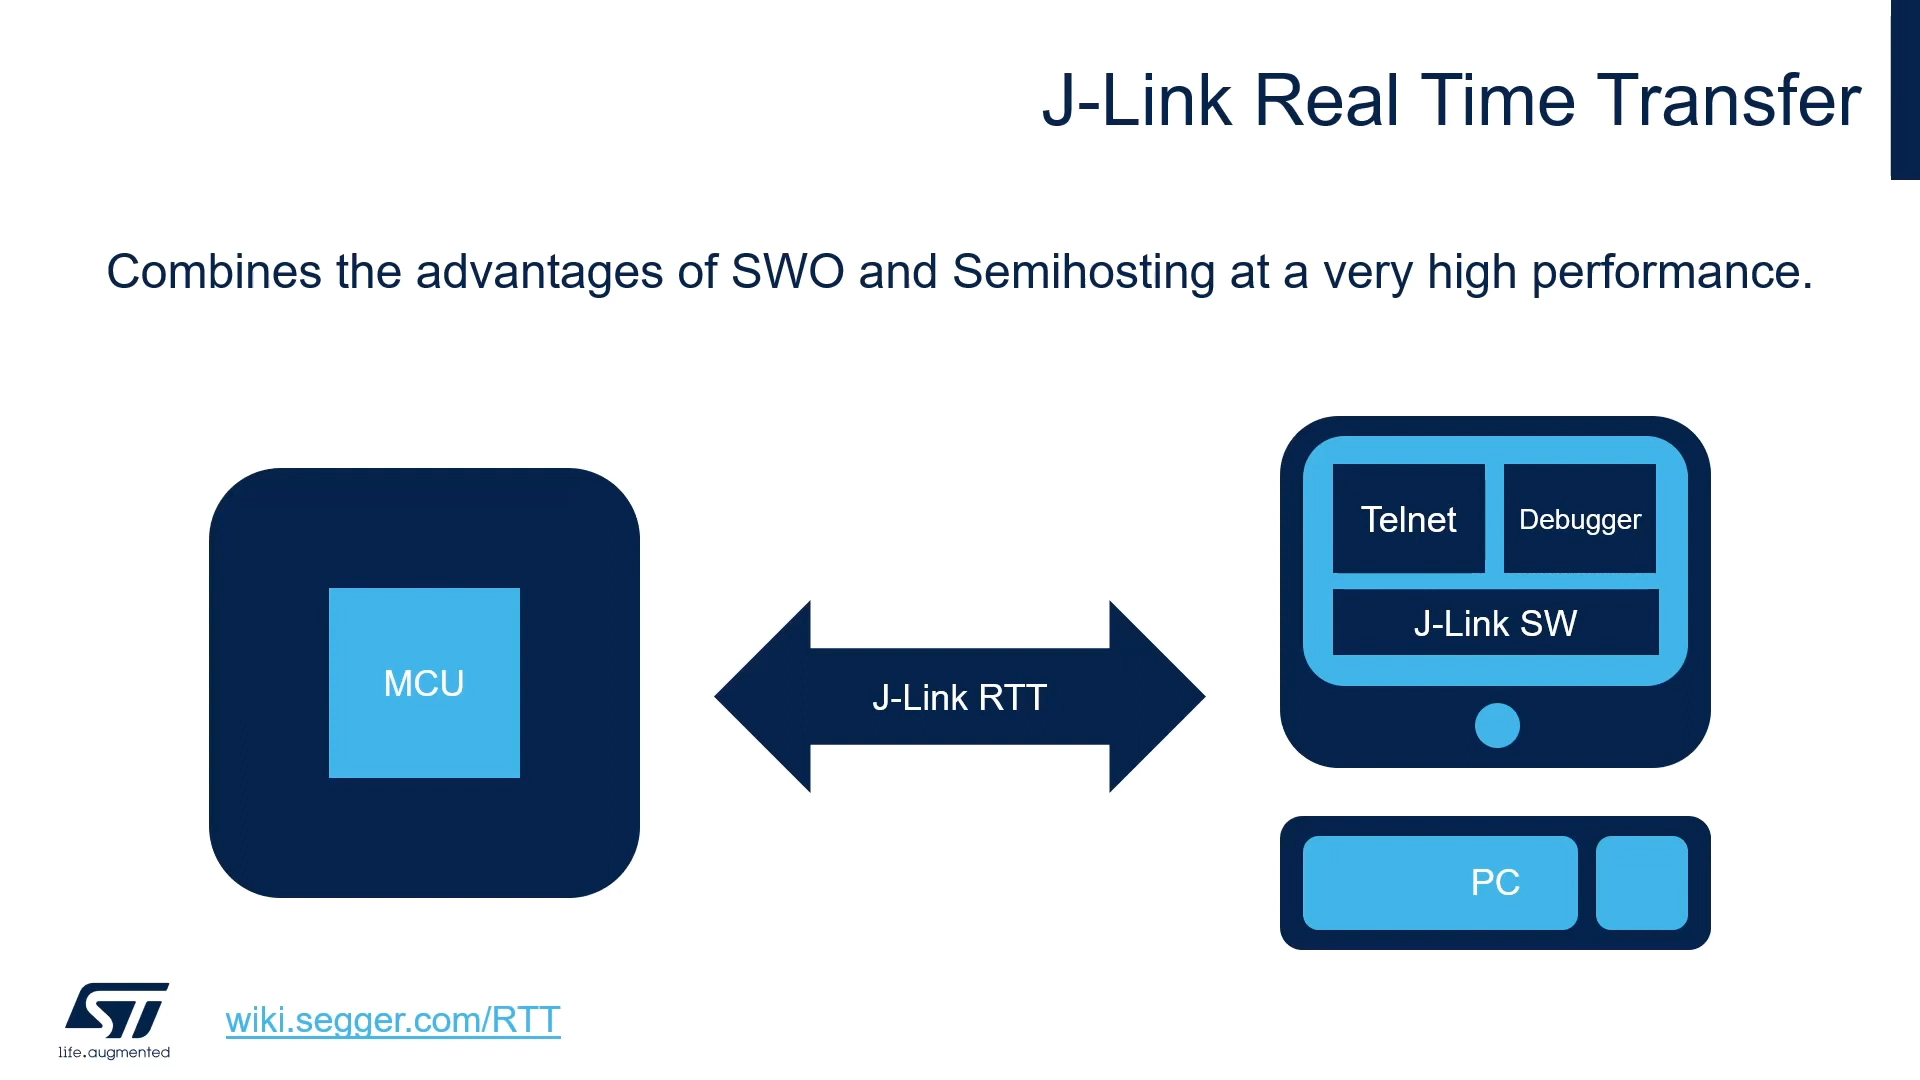 J-Link Real Time Transfer
Combines the advantages of SWO and Semihosting at a very high performance.
MCU
J-Link RTT
Telnet
Debugger
J-Link SW
PC
ST
life.augmented
wiki.segger.com/RTT